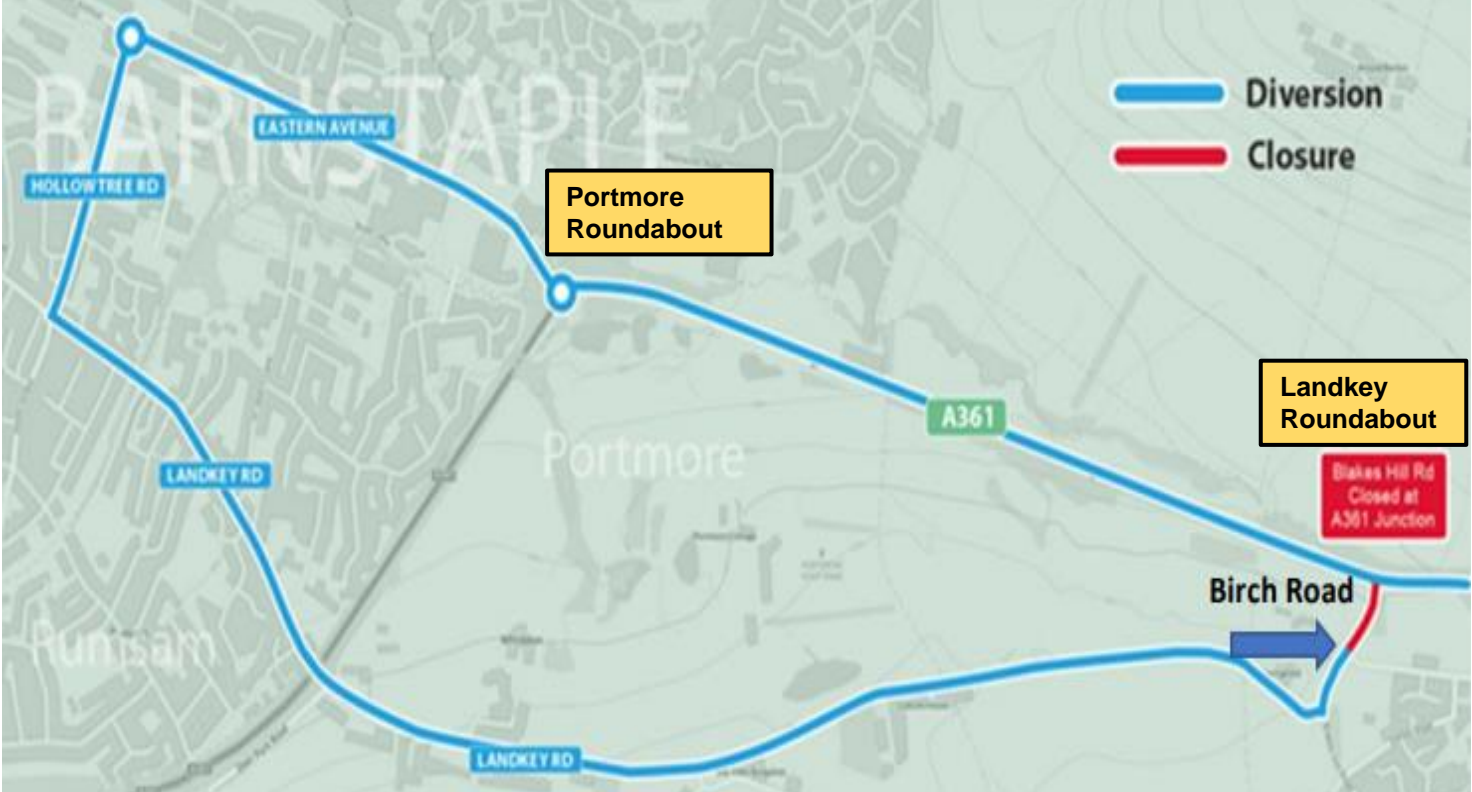 BARNSTAPLE
EASTERN AVENUE
HOLLOWTREE RD
Portmore
Roundabout
Diversion
Closure
Landkey
Roundabout
A361
Blakes Hill Rd
Closed at
A361 Junction
Portmore
LANDKEY RD
Birch Road
Rumsam
LANDKEY RD